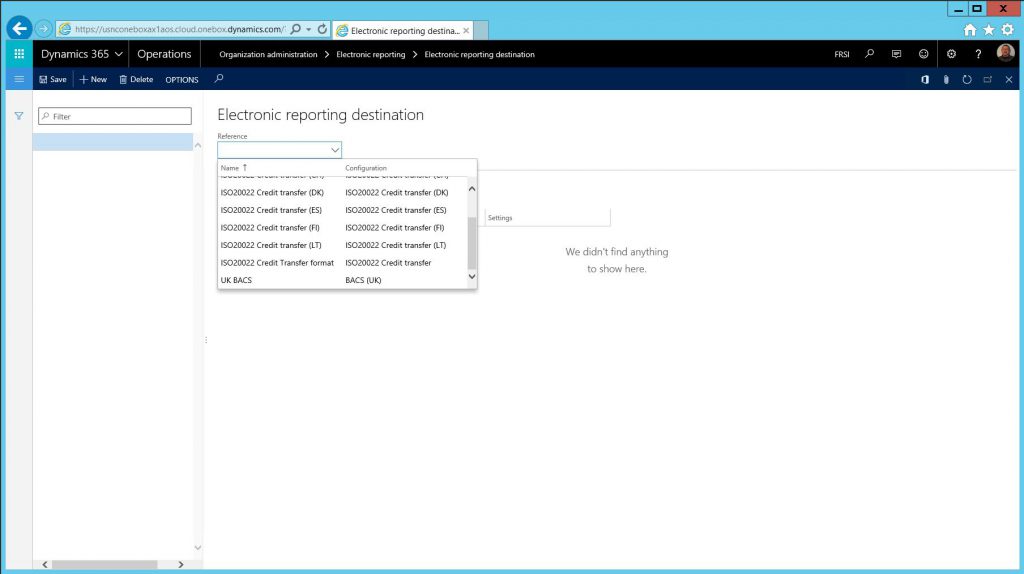 https://usnconeboxax1aos.cloud.onebox.dynamics.com/
Electronic reporting destina...
Dynamics 365
Operations
Organization administration > Electronic reporting > Electronic reporting destination
FRSI
Save
New
Delete
OPTIONS
Filter
Electronic reporting destination
Reference
Name Configuration
ISO20022 Credit transfer (DK) ISO20022 Credit transfer (DK)
ISO20022 Credit transfer (ES) ISO20022 Credit transfer (ES)
ISO20022 Credit transfer (FI) ISO20022 Credit transfer (FI)
ISO20022 Credit transfer (LT) ISO20022 Credit transfer (LT)
ISO20022 Credit Transfer format ISO20022 Credit transfer
UK BACS BACS (UK)
Settings
We didn't find anything
to show here.